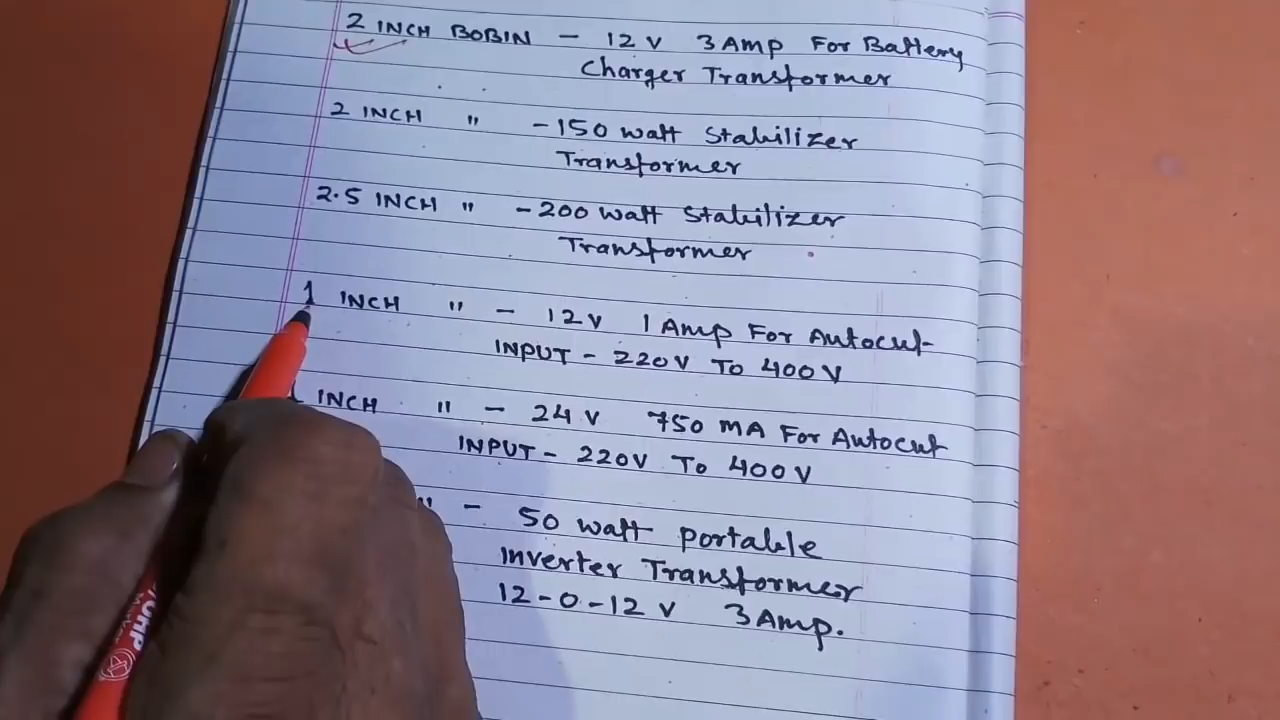 2 INCH BOBIN - 12 V 3 Amp For Battery
Charger Transformer
2 INCH " - 150 watt Stabilizer
Transformer
2.5 INCH " - 200 watt Stabilizer
Transformer
1 INCH " - 12 V 1 Amp For Autocut
INPUT - 220V To 400 V
INCH " - 24 V 750 MA For Autocut
INPUT - 220V To 400 V
" - 50 watt portable
Inverter Transformer
12-0-12 V 3 Amp.